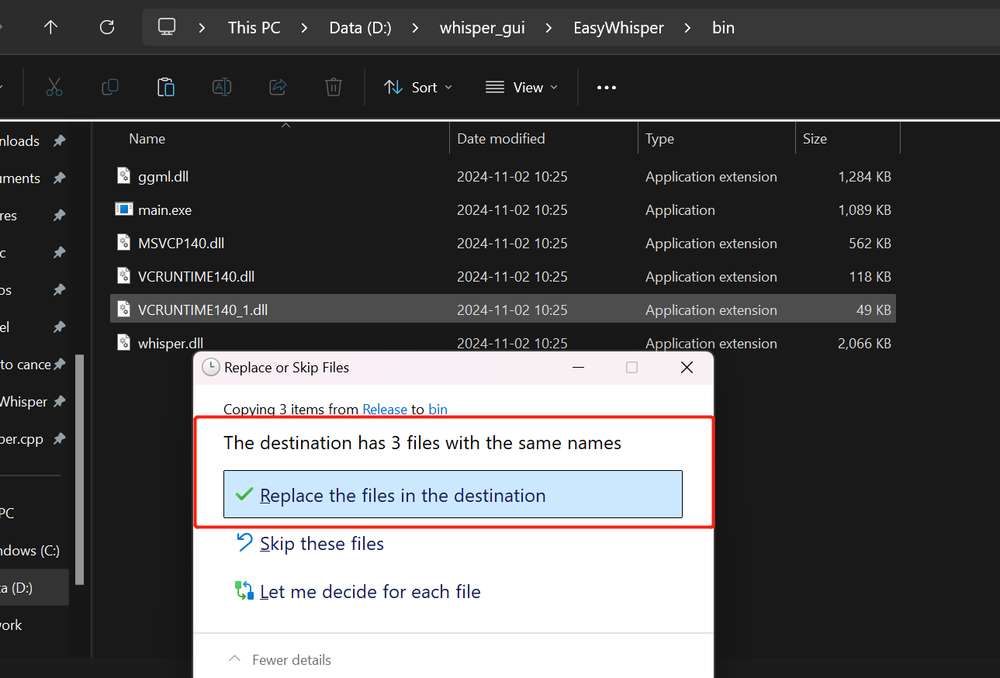 This PC > Data (D:) > whisper_gui > EasyWhisper > bin
Sort View
Name Date modified Type Size
ggml.dll 2024-11-02 10:25 Application extension 1,284 KB
main.exe 2024-11-02 10:25 Application 1,089 KB
MSVCP140.dll 2024-11-02 10:25 Application extension 562 KB
VCRUNTIME140.dll 2024-11-02 10:25 Application extension 118 KB
VCRUNTIME140_1.dll 2024-11-02 10:25 Application extension 49 KB
whisper.dll 2024-11-02 10:25 Application extension 2,066 KB
nloads
uments
res
c
os
el
to cance
Whisper
per.cpp
PC
ndows (C:)
a (D:)
ork
Replace or Skip Files
Copying 3 items from Release to bin
The destination has 3 files with the same names
Replace the files in the destination
Skip these files
Let me decide for each file
Fewer details